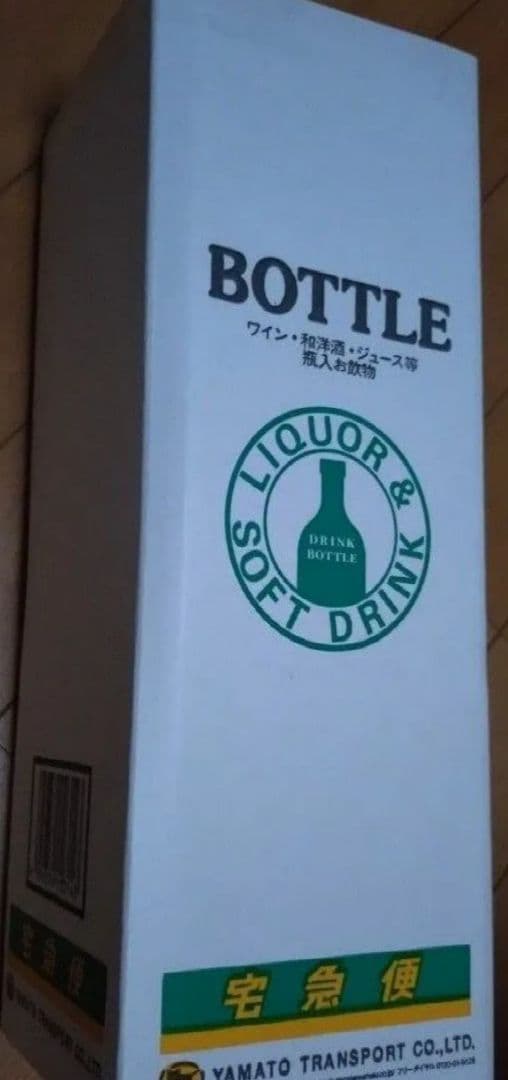 BOTTLE
ワイン・和洋酒・ジュース等
瓶入お飲物
LIQUOR &
SOFT DRINK
DRINK
BOTTLE
宅急便
YAMATO TRANSPORT CO.,LTD.
宅急便